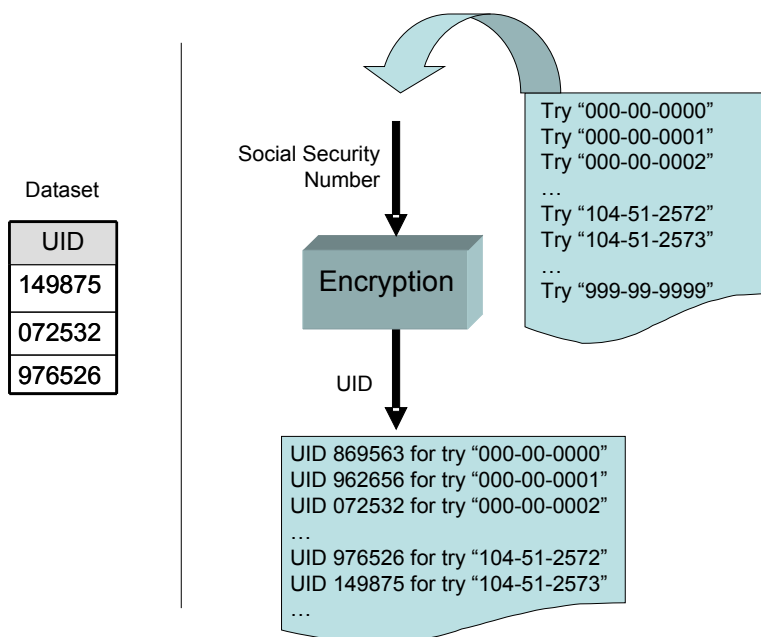 Dataset
UID
149875
072532
976526
Social Security
Number
Encryption
UID
Try “000-00-0000”
Try “000-00-0001”
Try “000-00-0002”
…
Try “104-51-2572”
Try “104-51-2573”
…
Try “999-99-9999”
UID 869563 for try “000-00-0000”
UID 962656 for try “000-00-0001”
UID 072532 for try “000-00-0002”
…
UID 976526 for try “104-51-2572”
UID 149875 for try “104-51-2573”
…